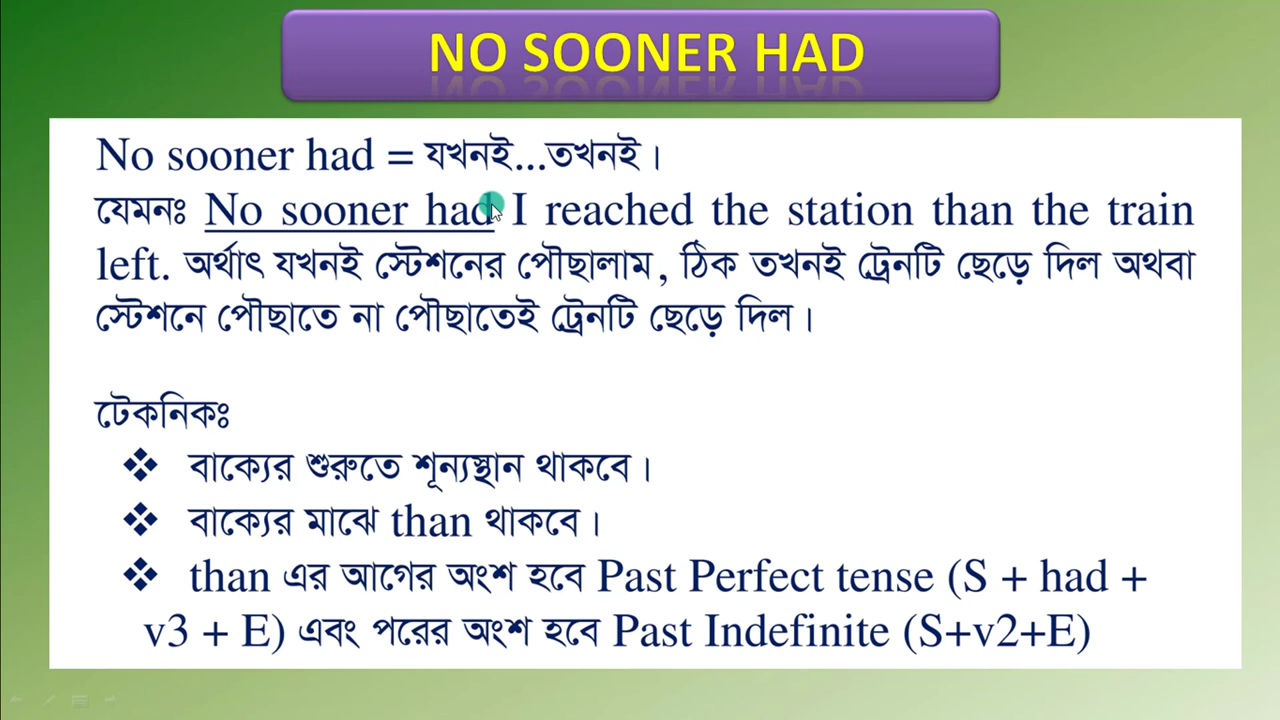 NO SOONER HAD
No sooner had = যখনই...তখনই।
যেমনঃ No sooner had I reached the station than the train
left. অর্থাৎ যখনই স্টেশনের পৌছালাম, ঠিক তখনই ট্রেনটি ছেড়ে দিল অথবা
স্টেশনে পৌছাতে না পৌছাতেই ট্রেনটি ছেড়ে দিল।
টেকনিকঃ
❖ বাক্যের শুরুতে শূন্যস্থান থাকবে।
❖ বাক্যের মাঝে than থাকবে।
❖ than এর আগের অংশ হবে Past Perfect tense (S + had +
v3 + E) এবং পরের অংশ হবে Past Indefinite (S+v2+E)